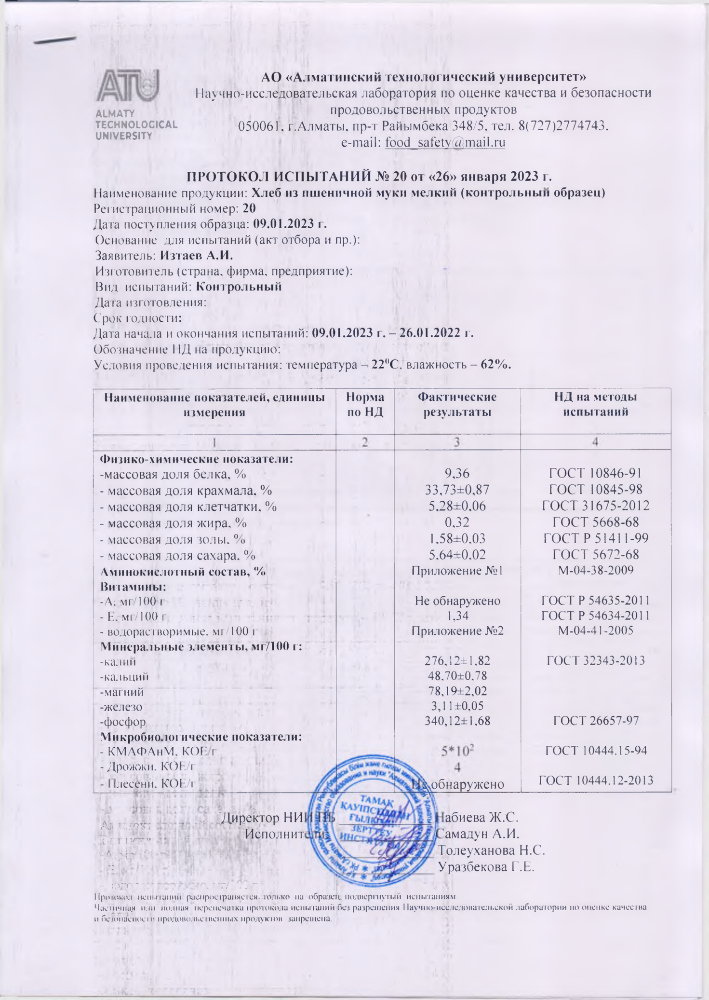 ATU
ALMATY
TECHNOLOGICAL
UNIVERSITY
АО «Алматинский технологический университет»
Научно-исследовательская лаборатория по оценке качества и безопасности
продовольственных продуктов
050061, г.Алматы, пр-т Райымбека 348/5, тел. 8(727)2774743,
e-mail: food_safety@mail.ru
ПРОТОКОЛ ИСПЫТАНИЙ № 20 от «26» января 2023 г.
Наименование продукции: Хлеб из пшеничной муки мелкий (контрольный образец)
Регистрационный номер: 20
Дата поступления образца: 09.01.2023 г.
Основание для испытаний (акт отбора и пр.):
Заявитель: Изтаев А.И.
Изготовитель (страна, фирма, предприятие):
Вид испытаний: Контрольный
Дата изготовления:
Срок годности:
Дата начала и окончания испытаний: 09.01.2023 г. – 26.01.2022 г.
Обозначение НД на продукцию:
Условия проведения испытания: температура – 22⁰С, влажность – 62%.
Наименование показателей, единицы измерения | Норма по НД | Фактические результаты | НД на методы испытаний
1 2 3 4
Физико-химические показатели:
-массовая доля белка, % 9,36 ГОСТ 10846-91
- массовая доля крахмала, % 33,73±0,87 ГОСТ 10845-98
- массовая доля клетчатки, % 5,28±0,06 ГОСТ 31675-2012
- массовая доля жира, % 0,32 ГОСТ 5668-68
- массовая доля золы, % 1,58±0,03 ГОСТ Р 51411-99
- массовая доля сахара, % 5,64±0,02 ГОСТ 5672-68
Аминокислотный состав, % Приложение №1 М-04-38-2009
Витамины:
-А, мг/100 г Не обнаружено ГОСТ Р 54635-2011
- Е, мг/100 г 1,34 ГОСТ Р 54634-2011
- водорастворимые, мг/100 г Приложение №2 М-04-41-2005
Минеральные элементы, мг/100 г:
-калий 276,12±1,82 ГОСТ 32343-2013
-кальций 48,70±0,78
-магний 78,19±2,02
-железо 3,11±0,05
-фосфор 340,12±1,68 ГОСТ 26657-97
Микробиологические показатели:
- КМАФАнМ, КОЕ/г 5*10² ГОСТ 10444.15-94
- Дрожжи, КОЕ/г 4
- Плесени, КОЕ/г Не обнаружено ГОСТ 10444.12-2013
Директор НИИ ПБ Набиева Ж.С.
Исполнители Самадун А.И.
Толеуханова Н.С.
Уразбекова Г.Е.
ТАМАҚ
ҒЫЛЫМИ
ЗЕРТТЕУ
ИНСТИТУТЫ
Протокол испытаний распространяется только на образец, подвергнутый испытаниям.
Частичная или полная перепечатка протокола испытаний без разрешения Научно-исследовательской лаборатории по оценке качества
и безопасности продовольственных продуктов запрещена.